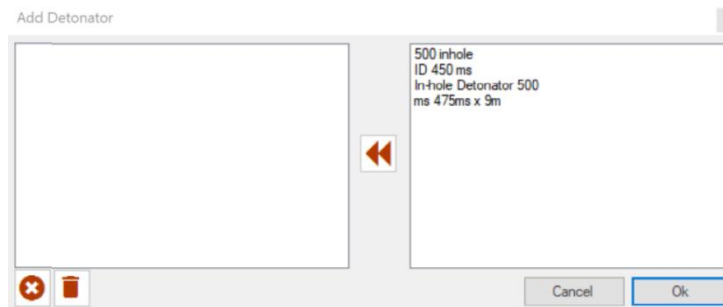 Add Detonator
500 inhole
ID 450 ms
In-hole Detonator 500
ms 475ms x 9m
Cancel
Ok